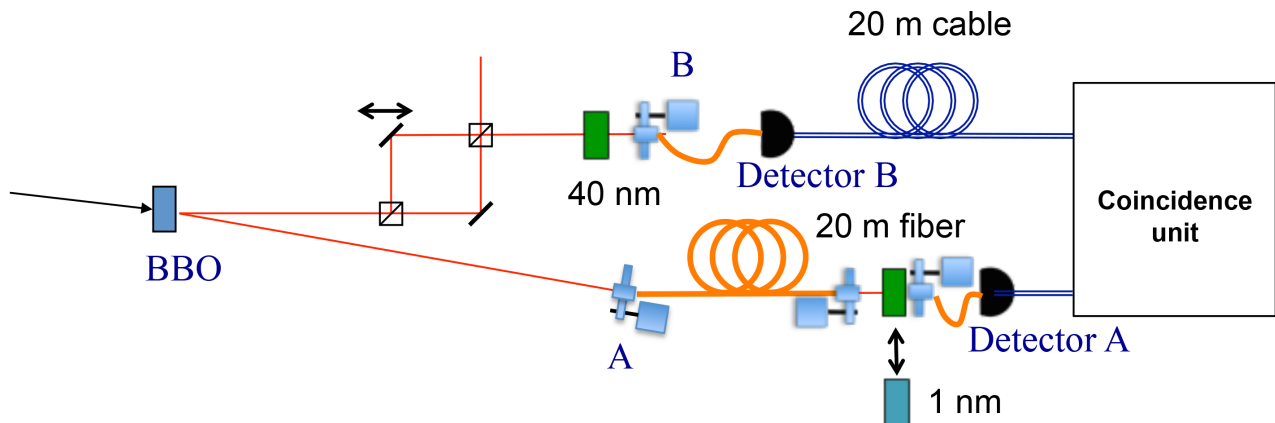 20 m cable
B
Detector B
40 nm
Coincidence
unit
20 m fiber
BBO
A
Detector A
1 nm